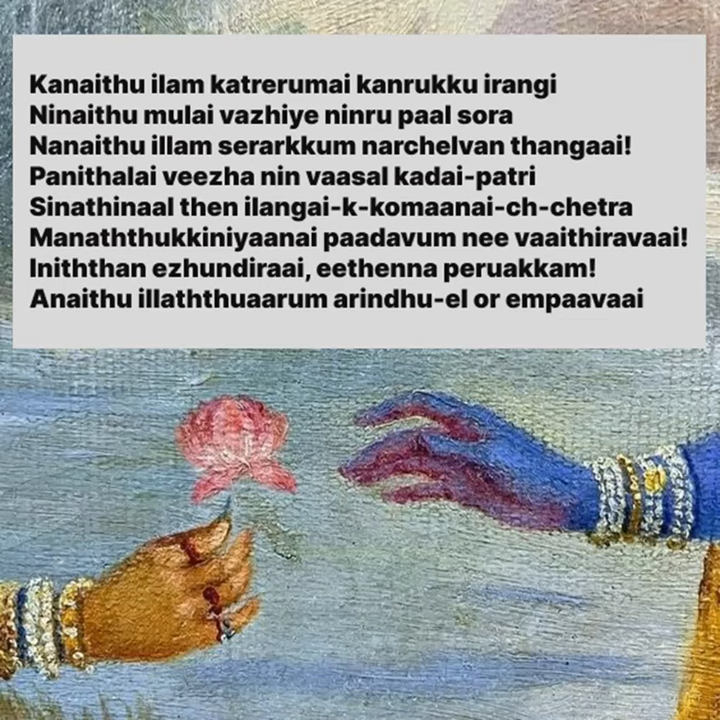 Kanaithu ilam katrerumai kanrukku irangi
Ninaithu mulai vazhiye ninru paal sora
Nanaithu illam serarkkum narchelvan thangaai!
Panithalai veezha nin vaasal kadai-patri
Sinathinaal then ilangai-k-komaanai-ch-chetra
Manaththukkiniyaanai paadavum nee vaaithiravaai!
Iniththan ezhundiraai, eethenna peruakkam!
Anaithu illaththuaarum arindhu-el or empaavaai